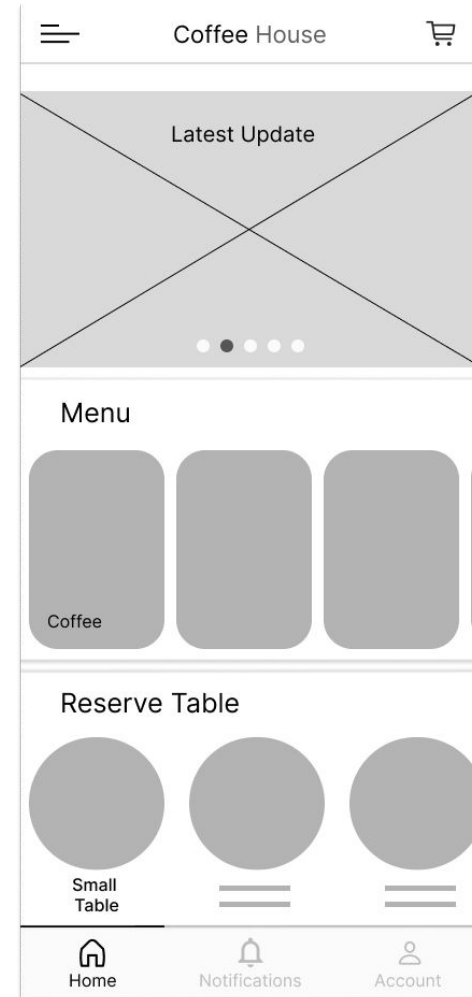 Coffee House
Latest Update
Menu
Coffee
Reserve Table
Small
Table
Home
Notifications
Account